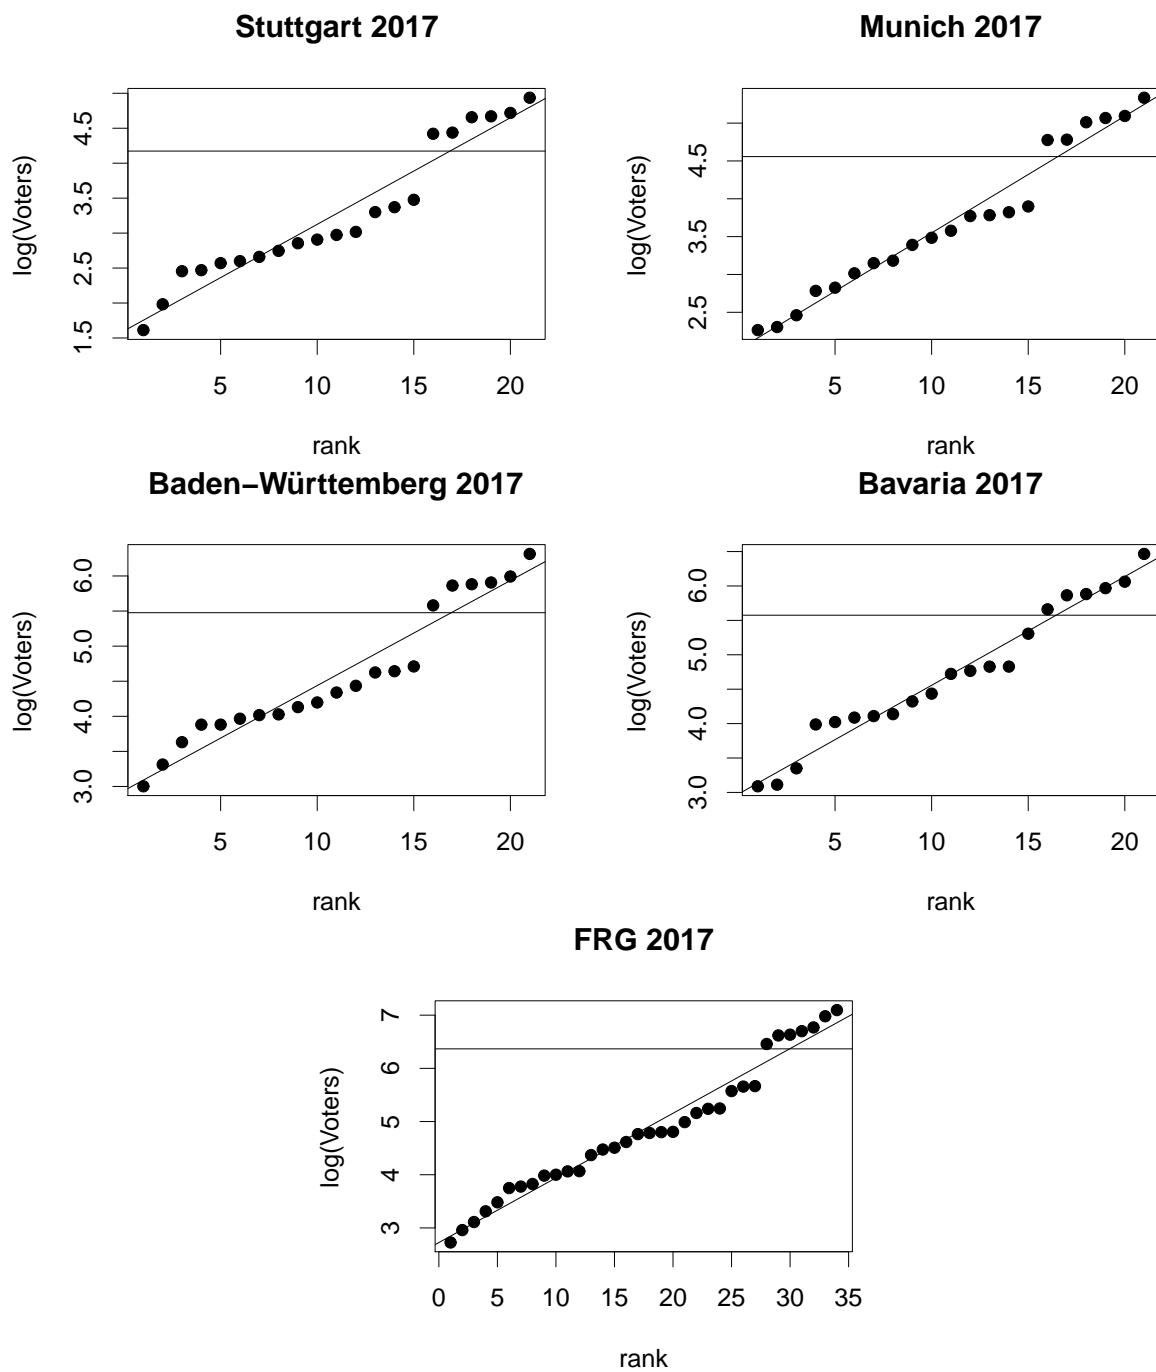 Stuttgart 2017
log(Voters)
1.5 2.5 3.5 4.5
5 10 15 20
rank
Munich 2017
log(Voters)
2.5 3.5 4.5
5 10 15 20
rank
Baden−Württemberg 2017
log(Voters)
3.0 4.0 5.0 6.0
5 10 15 20
rank
Bavaria 2017
log(Voters)
3.0 4.0 5.0 6.0
5 10 15 20
rank
FRG 2017
log(Voters)
3 4 5 6 7
0 5 10 15 20 25 30 35
rank